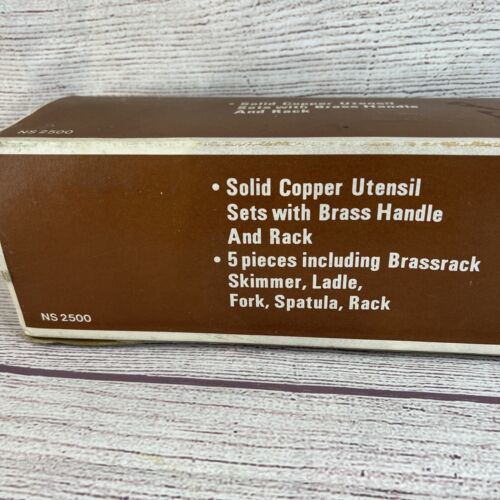 • Solid Copper Utensil
Sets with Brass Handle
And Rack
NS 2500
• Solid Copper Utensil
Sets with Brass Handle
And Rack
• 5 pieces including Brassrack
Skimmer, Ladle,
Fork, Spatula, Rack
NS 2500